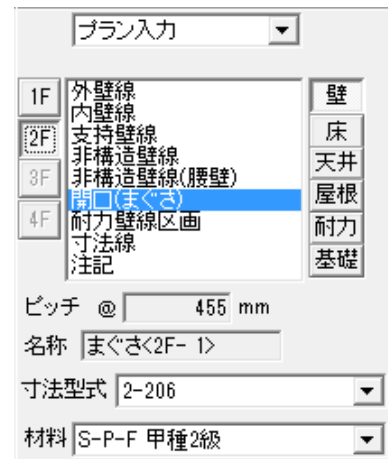 プラン入力
1F
2F
3F
4F
外壁線
内壁線
支持壁線
非構造壁線
非構造壁線(腰壁)
開口(まぐさ)
耐力壁線区画
寸法線
注記
壁
床
天井
屋根
耐力
基礎
ピッチ @ 455 mm
名称 まぐさ<2F- 1>
寸法型式 2-206
材料 S-P-F 甲種2級